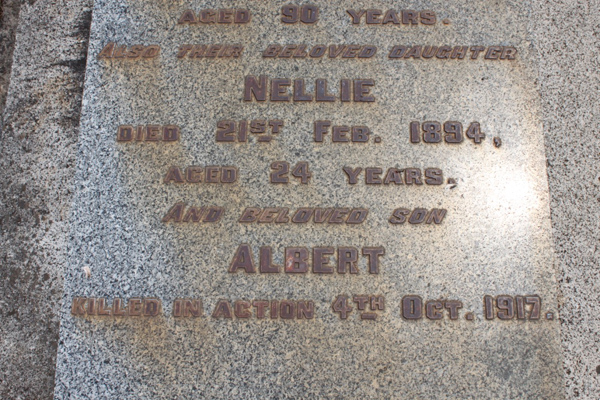 AGED 90 YEARS.
ALSO THEIR BELOVED DAUGHTER
NELLIE
DIED 21ST FEB. 1894,
AGED 24 YEARS.
AND BELOVED SON
ALBERT
KILLED IN ACTION 4TH OCT. 1917.